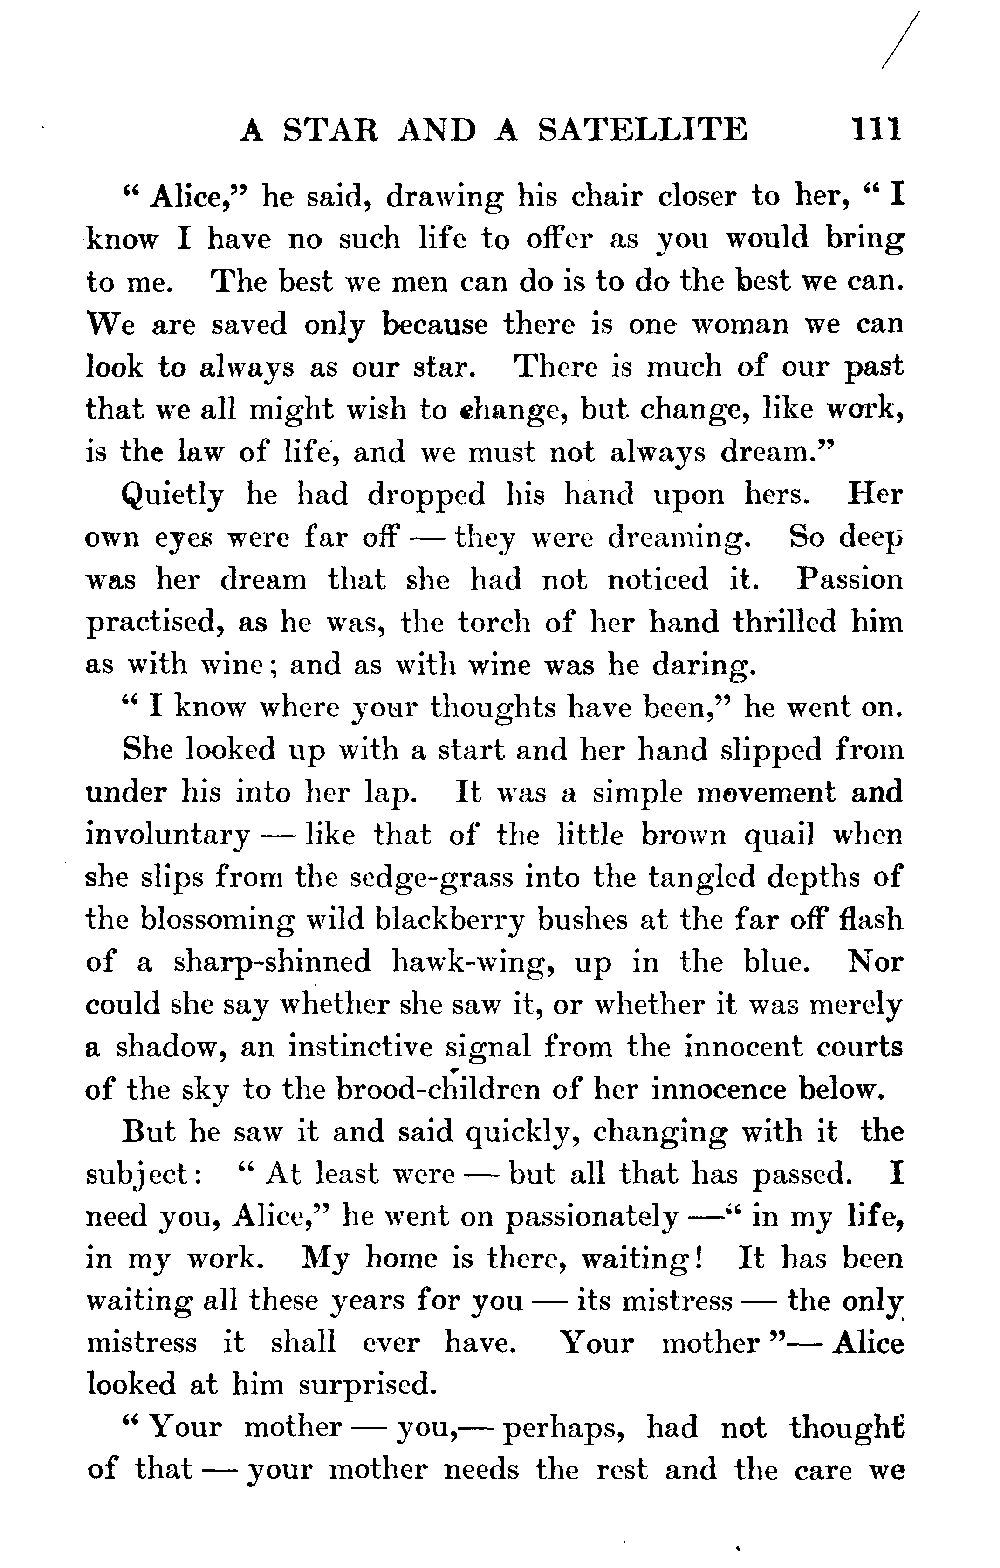 A STAR AND A SATELLITE 111
“ Alice,” he said, drawing his chair closer to her, “ I
know I have no such life to offer as you would bring
to me. The best we men can do is to do the best we can.
We are saved only because there is one woman we can
look to always as our star. There is much of our past
that we all might wish to change, but change, like work,
is the law of life, and we must not always dream.”
Quietly he had dropped his hand upon hers. Her
own eyes were far off — they were dreaming. So deep
was her dream that she had not noticed it. Passion
practised, as he was, the torch of her hand thrilled him
as with wine; and as with wine was he daring.
“ I know where your thoughts have been,” he went on.
She looked up with a start and her hand slipped from
under his into her lap. It was a simple movement and
involuntary — like that of the little brown quail when
she slips from the sedge-grass into the tangled depths of
the blossoming wild blackberry bushes at the far off flash
of a sharp-shinned hawk-wing, up in the blue. Nor
could she say whether she saw it, or whether it was merely
a shadow, an instinctive signal from the innocent courts
of the sky to the brood-children of her innocence below.
But he saw it and said quickly, changing with it the
subject: “ At least were — but all that has passed. I
need you, Alice,” he went on passionately —“ in my life,
in my work. My home is there, waiting! It has been
waiting all these years for you — its mistress — the only
mistress it shall ever have. Your mother ”— Alice
looked at him surprised.
“ Your mother — you,— perhaps, had not thought
of that — your mother needs the rest and the care we